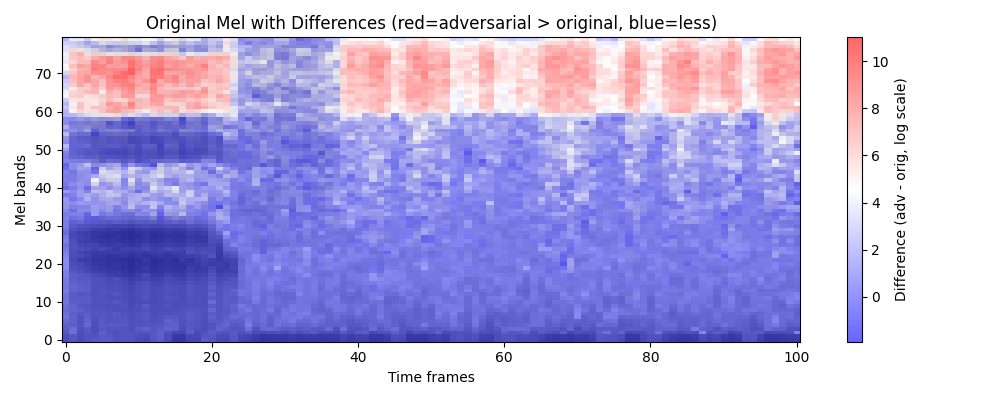 Original Mel with Differences (red=adversarial > original, blue=less)
Mel bands
70
60
50
40
30
20
10
0
0 20 40 60 80 100
Time frames
10
8
6
4
2
0
Difference (adv - orig, log scale)